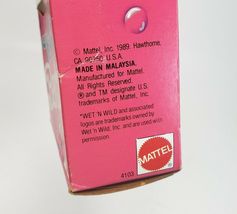 © Mattel, Inc. 1989. Hawthorne,
CA 90250 U.S.A.
MADE IN MALAYSIA.
Manufactured for Mattel.
All Rights Reserved.
® and TM designate U.S.
trademarks of Mattel, Inc.
"WET 'N WILD and associated
logos are trademarks owned by
Wet 'n Wild, Inc. and are used with
permission.
MATTEL
®
4103